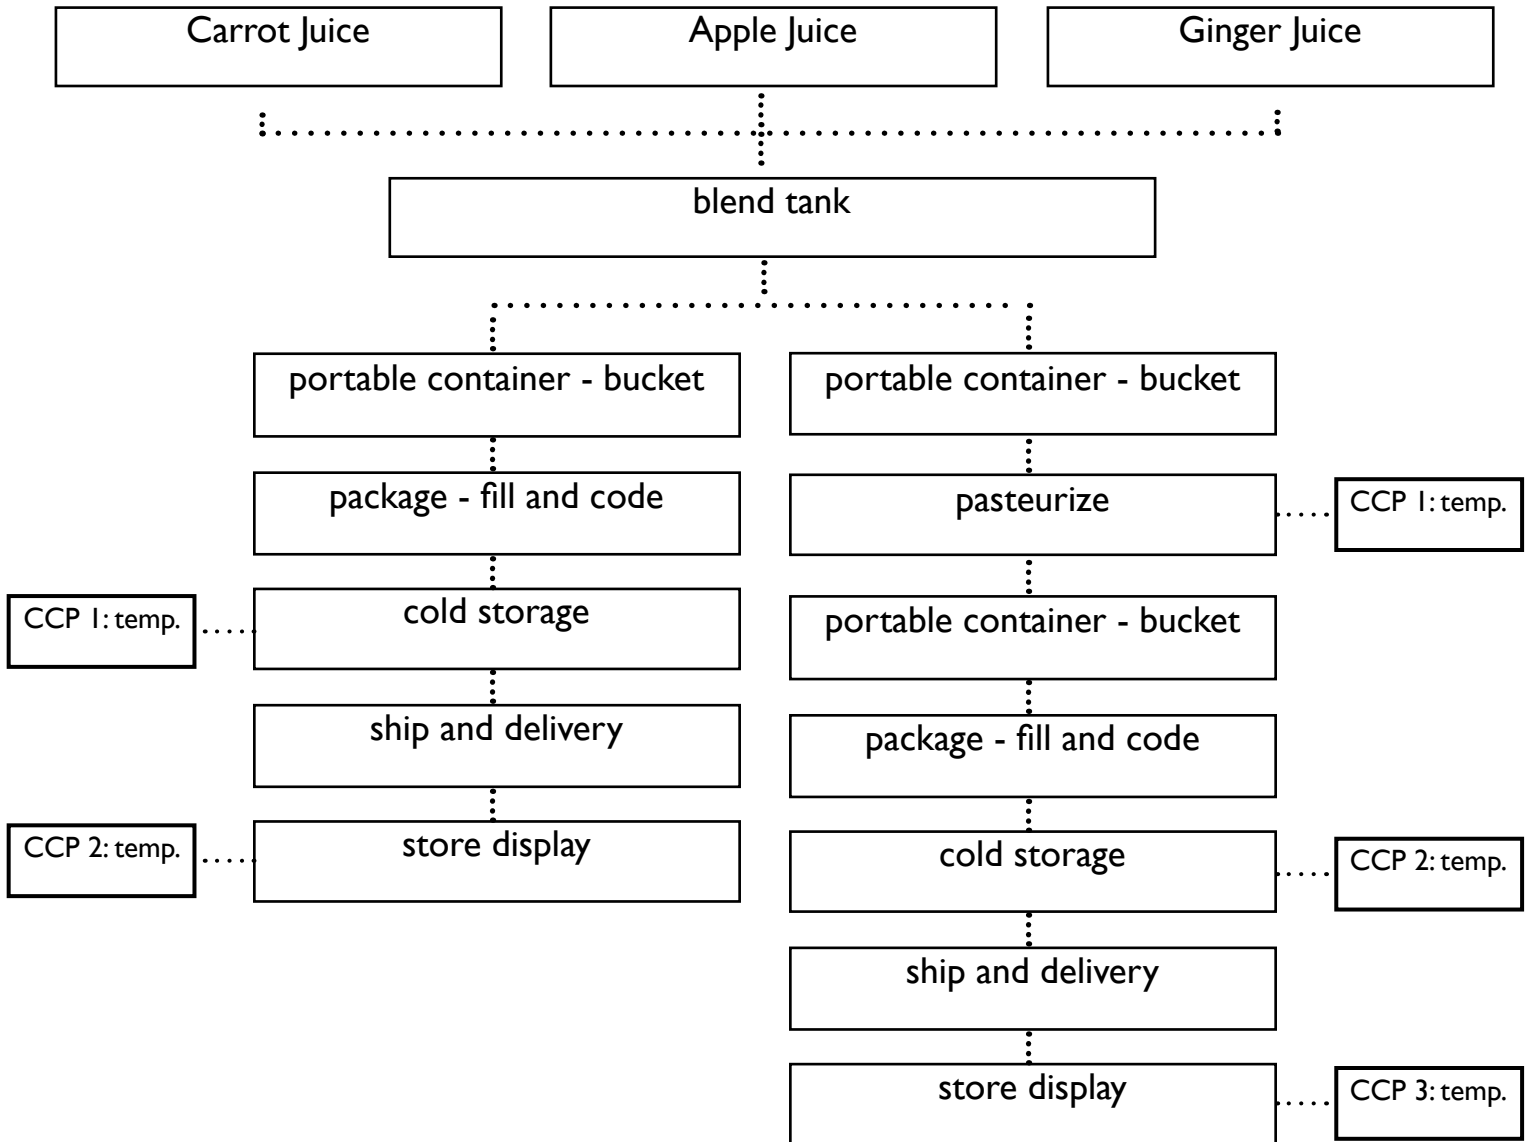 Carrot Juice
Apple Juice
Ginger Juice
blend tank
portable container - bucket
package - fill and code
cold storage
CCP 1: temp.
ship and delivery
store display
CCP 2: temp.
portable container - bucket
pasteurize
CCP 1: temp.
portable container - bucket
package - fill and code
cold storage
CCP 2: temp.
ship and delivery
store display
CCP 3: temp.